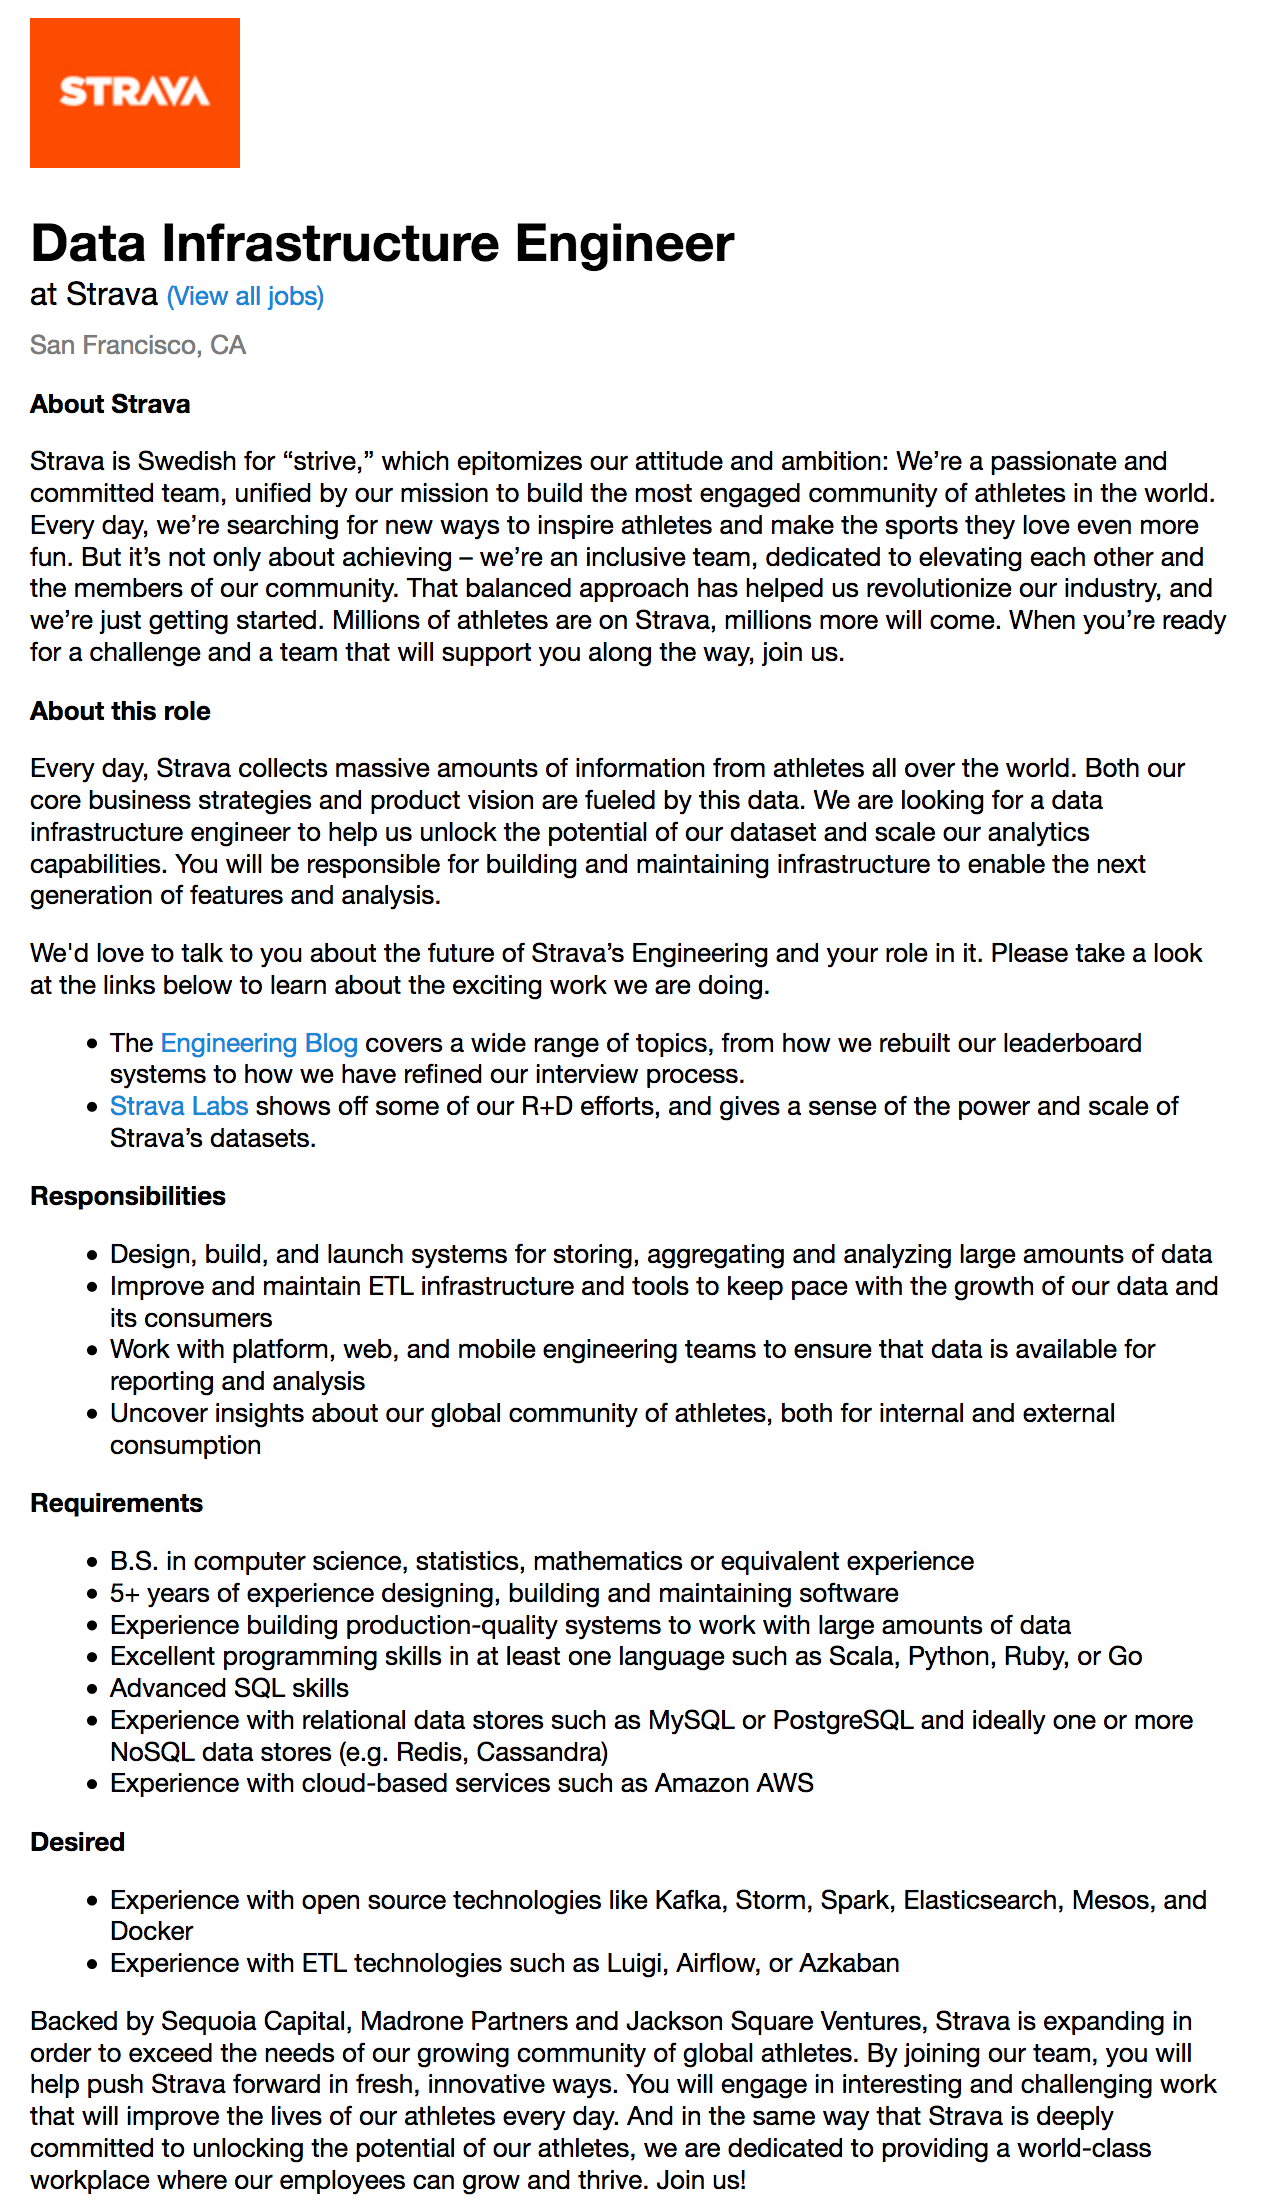 STRAVA
Data Infrastructure Engineer
at Strava (View all jobs)
San Francisco, CA
About Strava
Strava is Swedish for “strive,” which epitomizes our attitude and ambition: We’re a passionate and
committed team, unified by our mission to build the most engaged community of athletes in the world.
Every day, we’re searching for new ways to inspire athletes and make the sports they love even more
fun. But it’s not only about achieving – we’re an inclusive team, dedicated to elevating each other and
the members of our community. That balanced approach has helped us revolutionize our industry, and
we’re just getting started. Millions of athletes are on Strava, millions more will come. When you’re ready
for a challenge and a team that will support you along the way, join us.
About this role
Every day, Strava collects massive amounts of information from athletes all over the world. Both our
core business strategies and product vision are fueled by this data. We are looking for a data
infrastructure engineer to help us unlock the potential of our dataset and scale our analytics
capabilities. You will be responsible for building and maintaining infrastructure to enable the next
generation of features and analysis.
We'd love to talk to you about the future of Strava’s Engineering and your role in it. Please take a look
at the links below to learn about the exciting work we are doing.
• The Engineering Blog covers a wide range of topics, from how we rebuilt our leaderboard
systems to how we have refined our interview process.
• Strava Labs shows off some of our R+D efforts, and gives a sense of the power and scale of
Strava’s datasets.
Responsibilities
• Design, build, and launch systems for storing, aggregating and analyzing large amounts of data
• Improve and maintain ETL infrastructure and tools to keep pace with the growth of our data and
its consumers
• Work with platform, web, and mobile engineering teams to ensure that data is available for
reporting and analysis
• Uncover insights about our global community of athletes, both for internal and external
consumption
Requirements
• B.S. in computer science, statistics, mathematics or equivalent experience
• 5+ years of experience designing, building and maintaining software
• Experience building production-quality systems to work with large amounts of data
• Excellent programming skills in at least one language such as Scala, Python, Ruby, or Go
• Advanced SQL skills
• Experience with relational data stores such as MySQL or PostgreSQL and ideally one or more
NoSQL data stores (e.g. Redis, Cassandra)
• Experience with cloud-based services such as Amazon AWS
Desired
• Experience with open source technologies like Kafka, Storm, Spark, Elasticsearch, Mesos, and
Docker
• Experience with ETL technologies such as Luigi, Airflow, or Azkaban
Backed by Sequoia Capital, Madrone Partners and Jackson Square Ventures, Strava is expanding in
order to exceed the needs of our growing community of global athletes. By joining our team, you will
help push Strava forward in fresh, innovative ways. You will engage in interesting and challenging work
that will improve the lives of our athletes every day. And in the same way that Strava is deeply
committed to unlocking the potential of our athletes, we are dedicated to providing a world-class
workplace where our employees can grow and thrive. Join us!